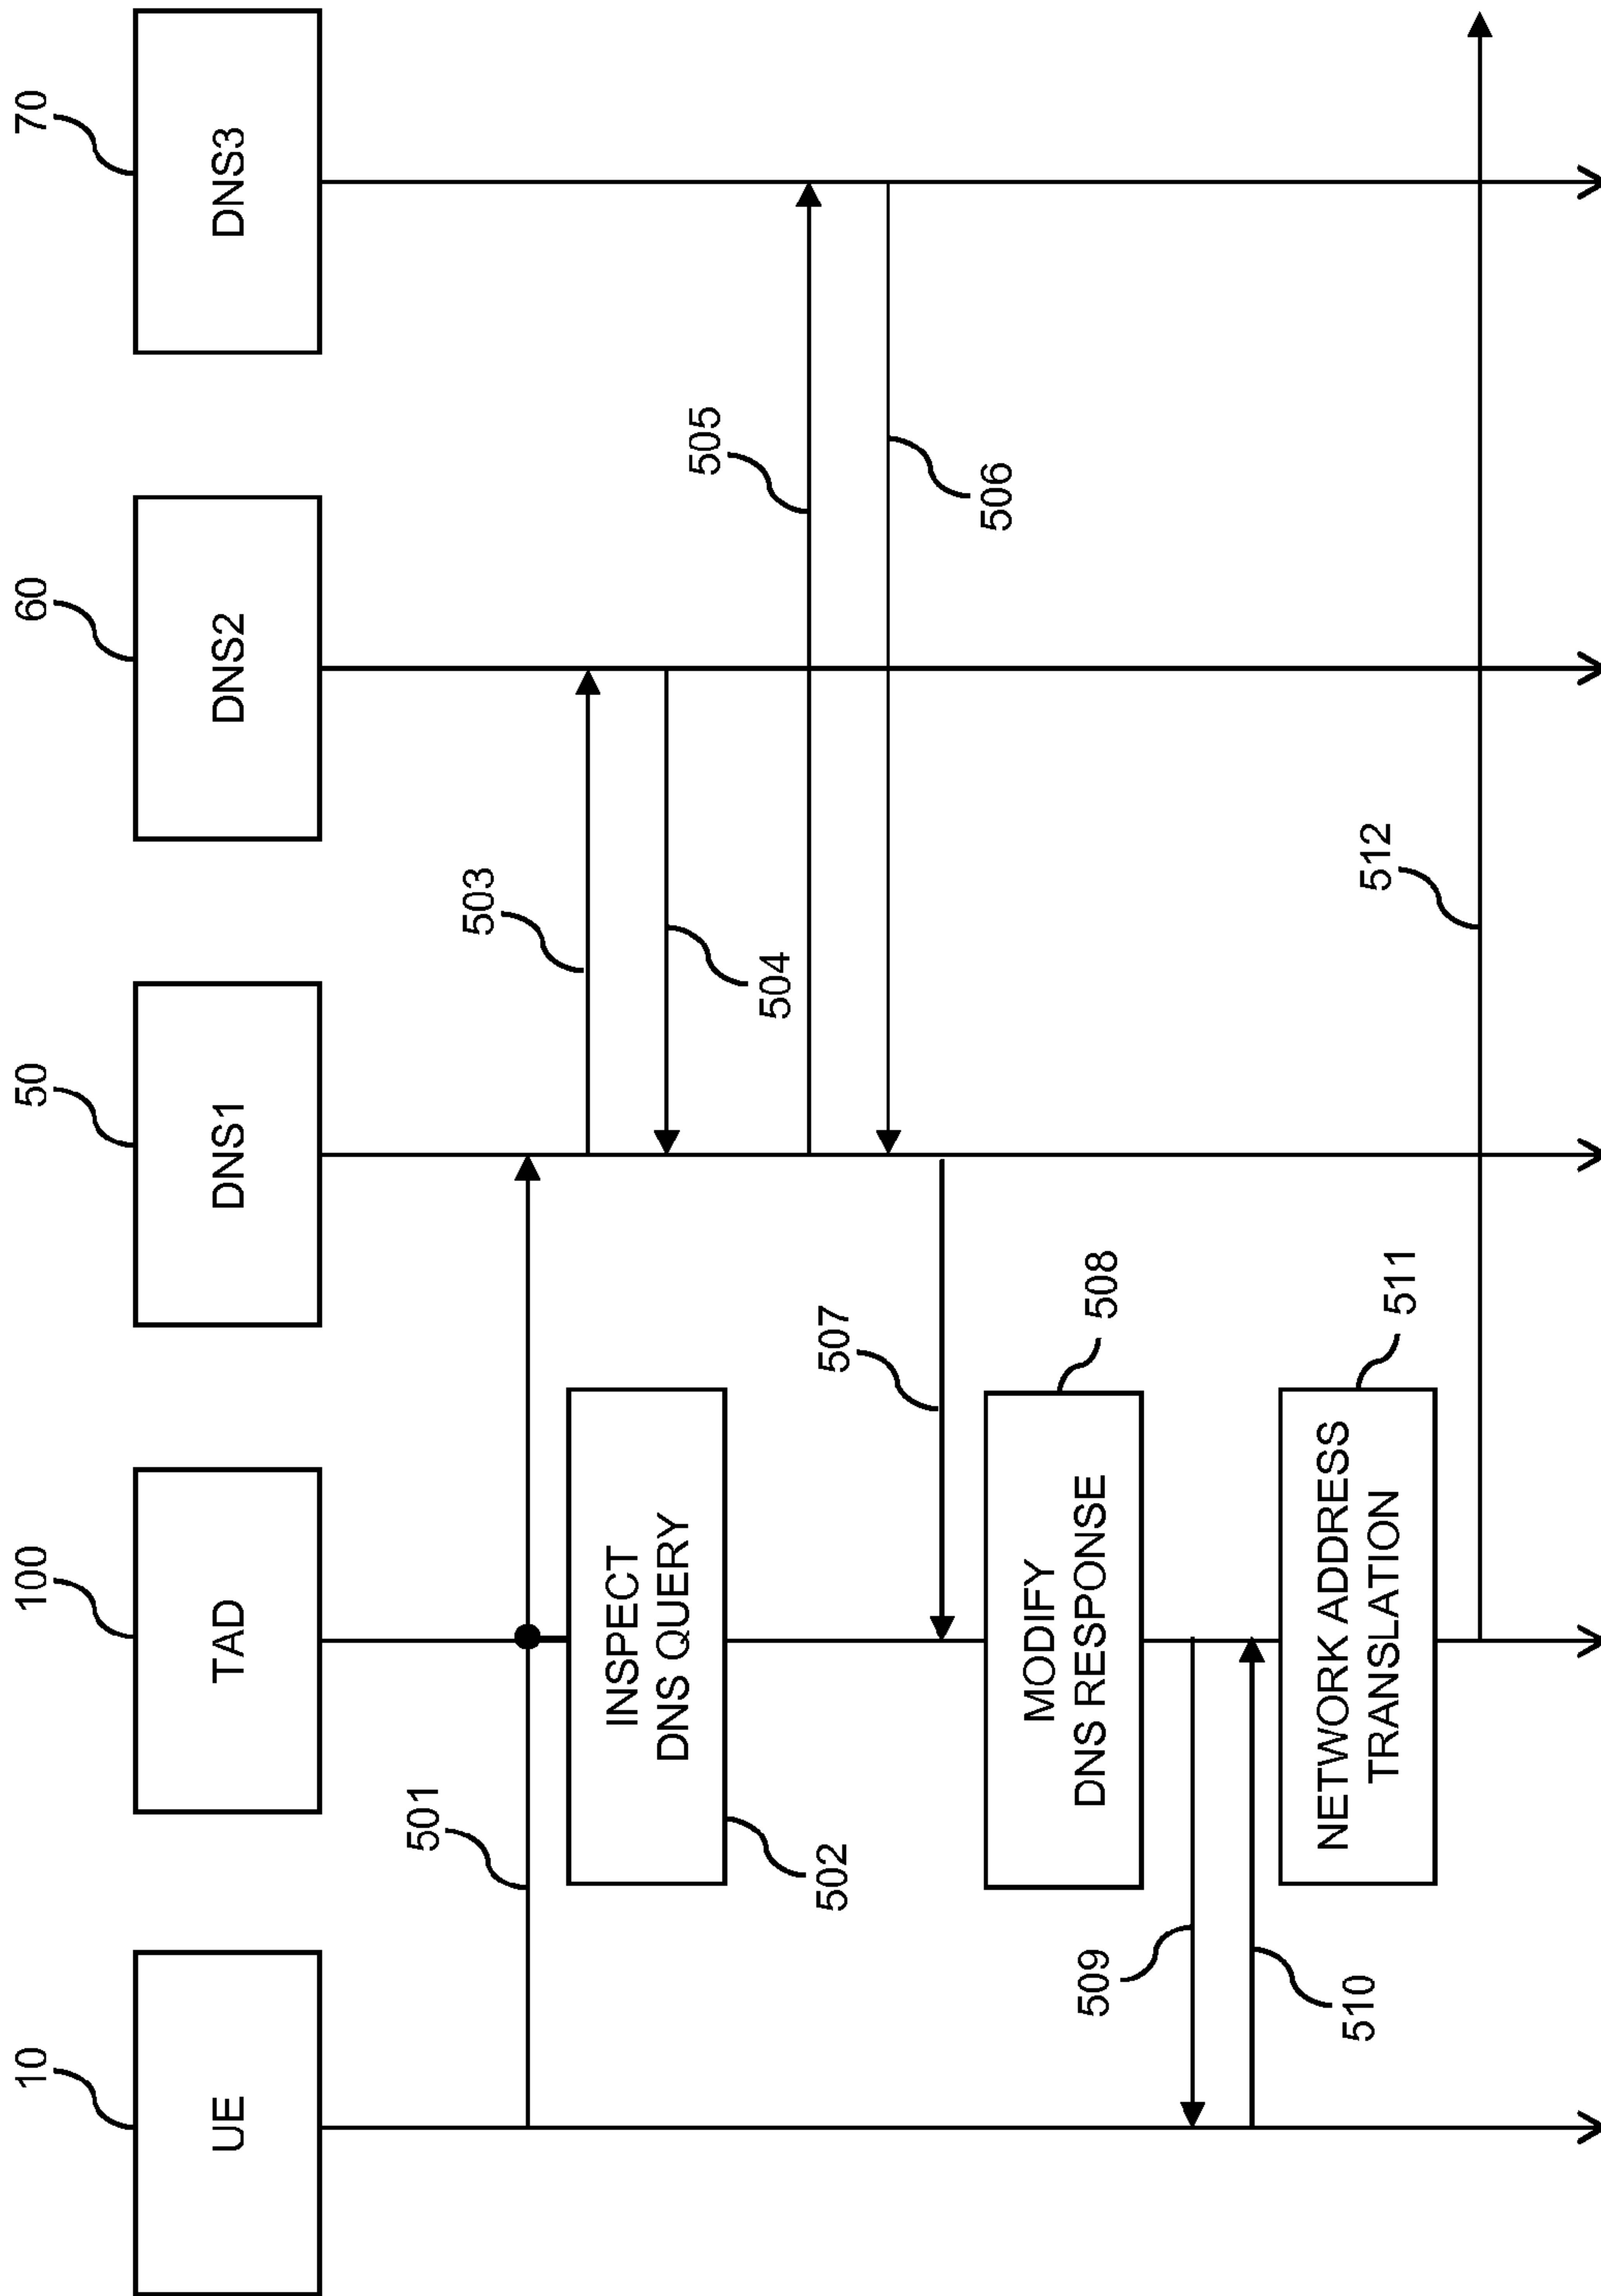 10
100
50
60
70
UE
TAD
DNS1
DNS2
DNS3
501
INSPECT
DNS QUERY
502
503
504
505
506
507
MODIFY
DNS RESPONSE
508
509
510
NETWORK ADDRESS
TRANSLATION
511
512